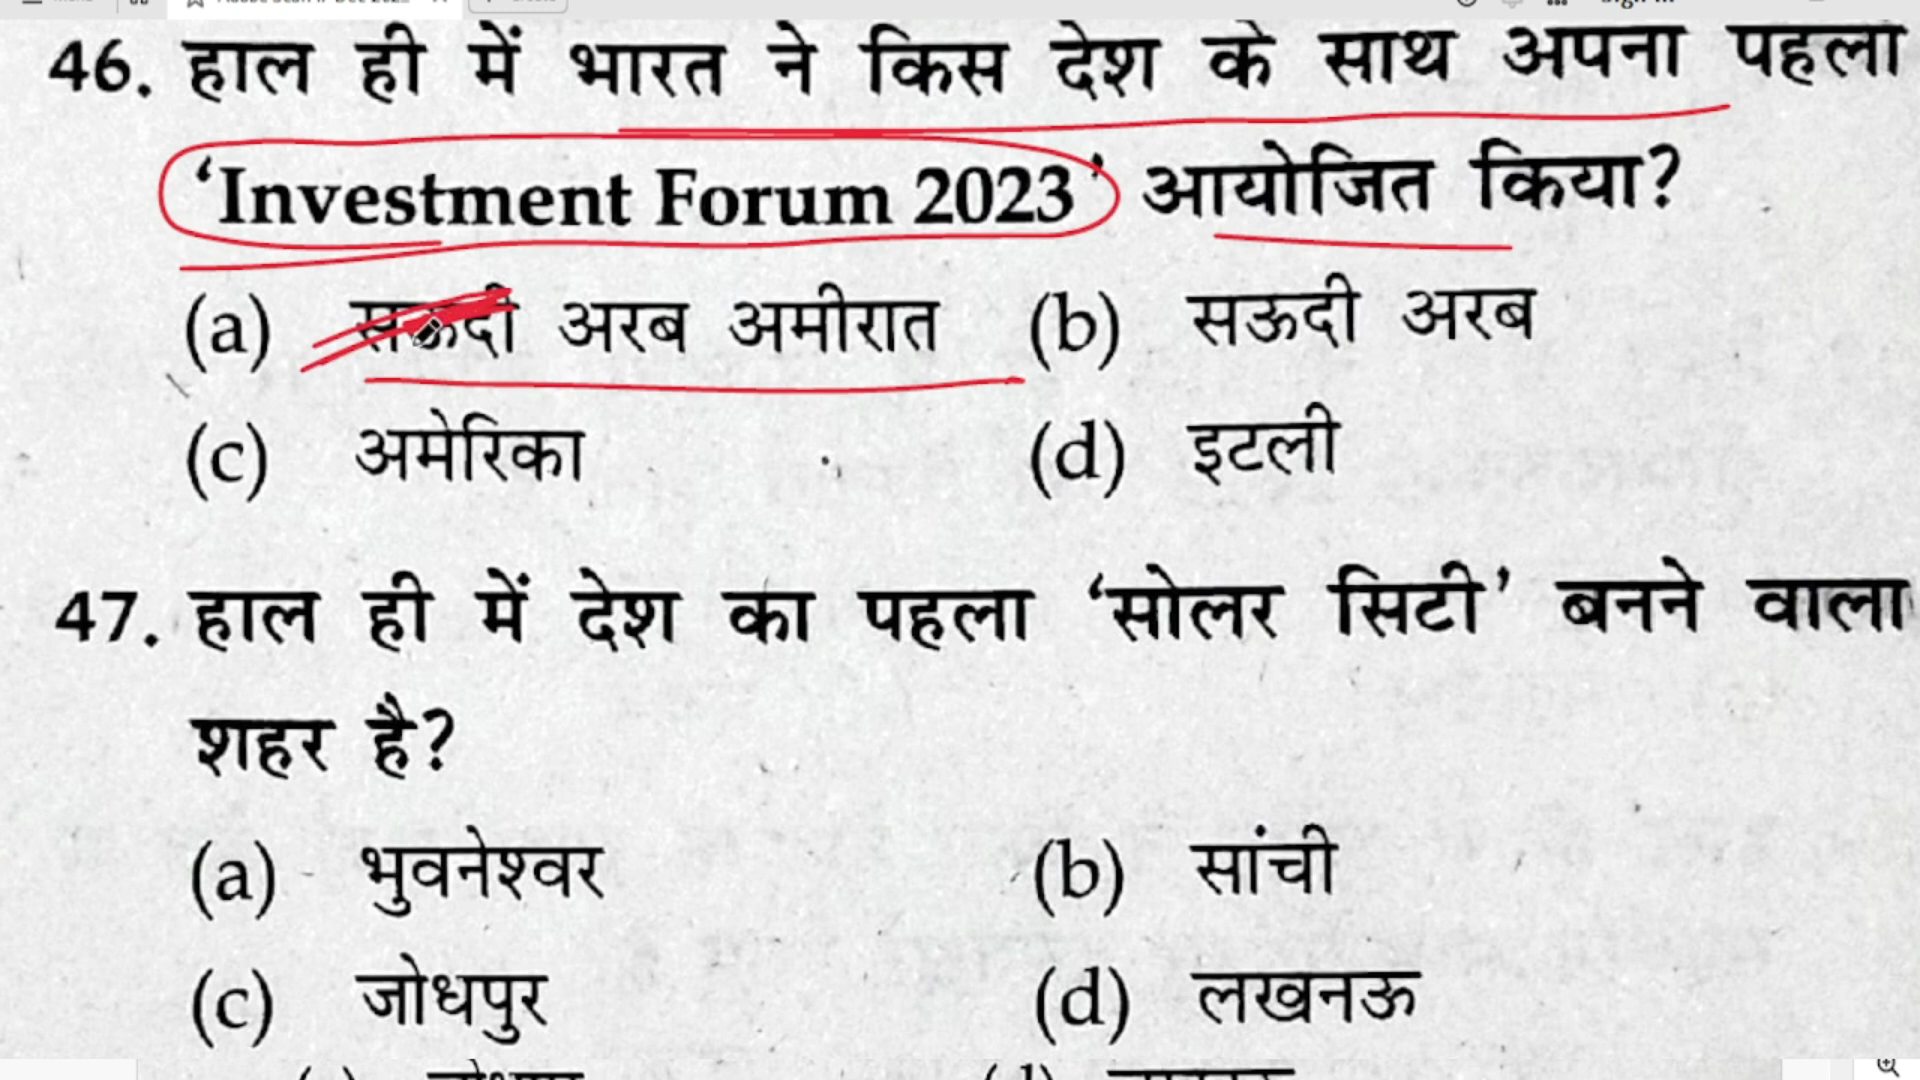 46. हाल ही में भारत ने किस देश के साथ अपना पहला
‘Investment Forum 2023’ आयोजित किया?
(a) सऊदी अरब अमीरात (b) सऊदी अरब
(c) अमेरिका (d) इटली
47. हाल ही में देश का पहला ‘सोलर सिटी’ बनने वाला
शहर है?
(a) भुवनेश्वर (b) सांची
(c) जोधपुर (d) लखनऊ